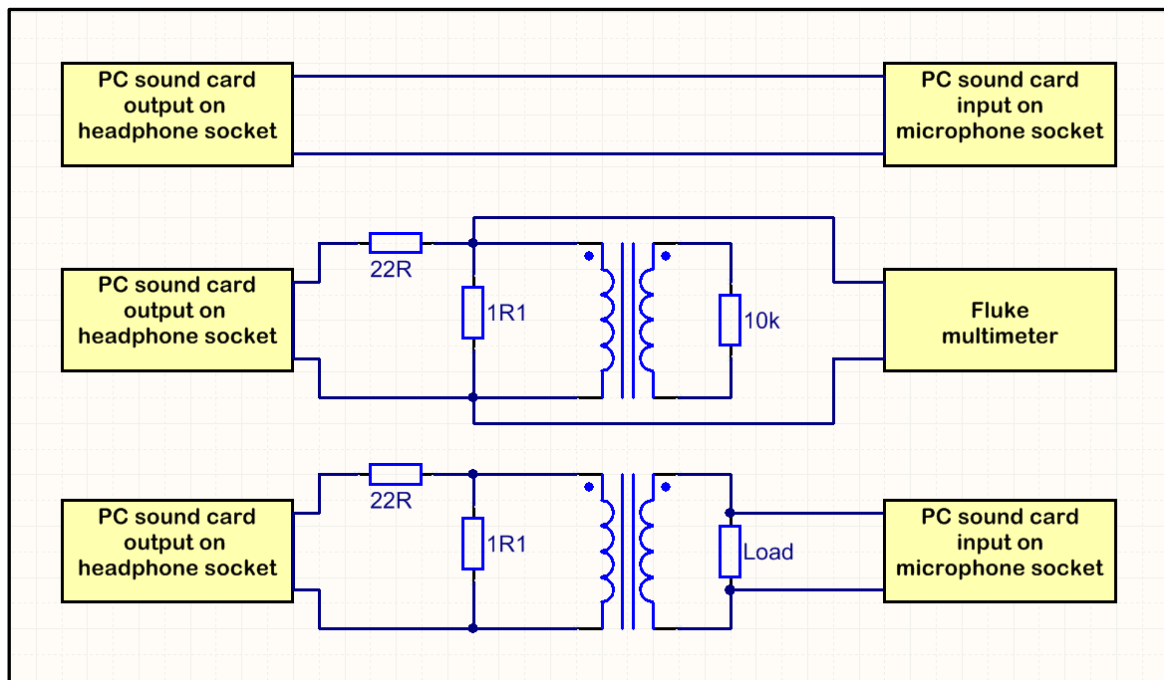 PC sound card
output on
headphone socket
PC sound card
input on
microphone socket
PC sound card
output on
headphone socket
22R
1R1
10k
Fluke
multimeter
PC sound card
output on
headphone socket
22R
1R1
Load
PC sound card
input on
microphone socket